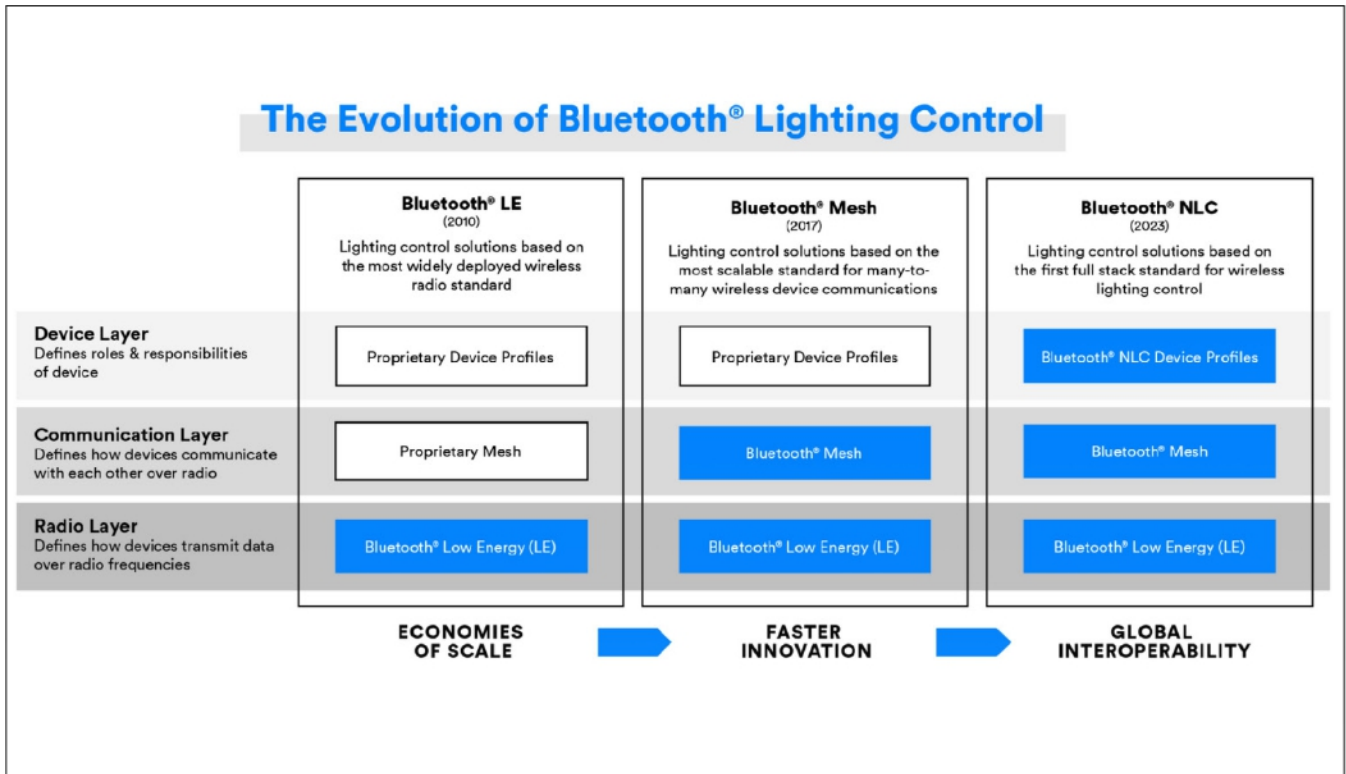 The Evolution of Bluetooth® Lighting Control
Bluetooth® LE
(2010)
Lighting control solutions based on
the most widely deployed wireless
radio standard
Bluetooth® Mesh
(2017)
Lighting control solutions based on the
most scalable standard for many-to-
many wireless device communications
Bluetooth® NLC
(2023)
Lighting control solutions based on
the first full stack standard for wireless
lighting control
Device Layer
Defines roles & responsibilities
of device
Proprietary Device Profiles
Proprietary Device Profiles
Bluetooth® NLC Device Profiles
Communication Layer
Defines how devices communicate
with each other over radio
Proprietary Mesh
Bluetooth® Mesh
Bluetooth® Mesh
Radio Layer
Defines how devices transmit data
over radio frequencies
Bluetooth® Low Energy (LE)
Bluetooth® Low Energy (LE)
Bluetooth® Low Energy (LE)
ECONOMIES
OF SCALE
FASTER
INNOVATION
GLOBAL
INTEROPERABILITY